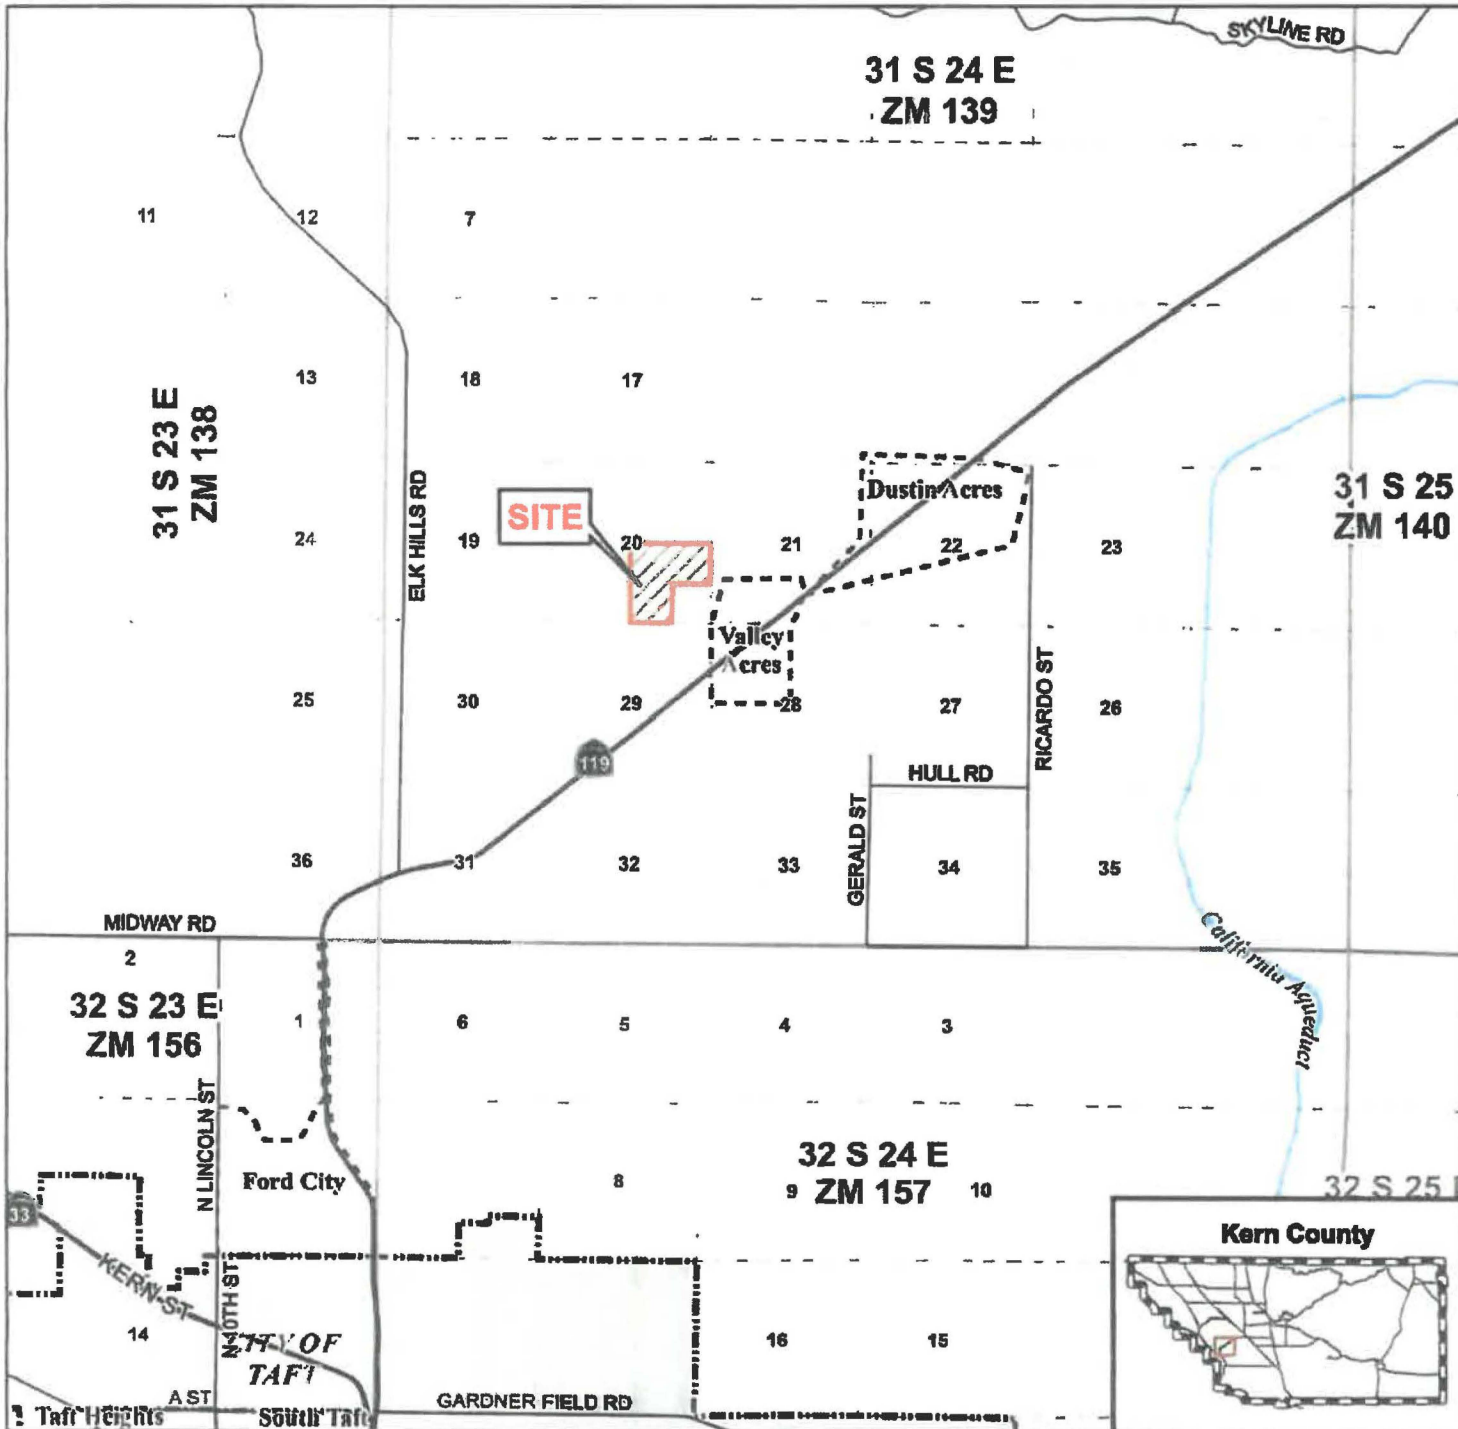 SKYLINE RD
31 S 24 E
ZM 139
11
12
7
13
18
17
31 S 23 E
ZM 138
ELK HILLS RD
Dustin Acres
31 S 25
ZM 140
SITE
24
19
20
21
22
23
Valley
Acres
25
30
29
28
27
26
RICARDO ST
119
HULL RD
GERALD ST
36
31
32
33
34
35
MIDWAY RD
2
California Aqueduct
32 S 23 E
ZM 156
1
6
5
4
3
N LINCOLN ST
32 S 24 E
ZM 157
Ford City
8
9
10
32 S 25
33
Kern County
KERN ST
N 10TH ST
14
CITY OF
TAFT
16
15
A ST
GARDNER FIELD RD
Taft Heights
South Taft